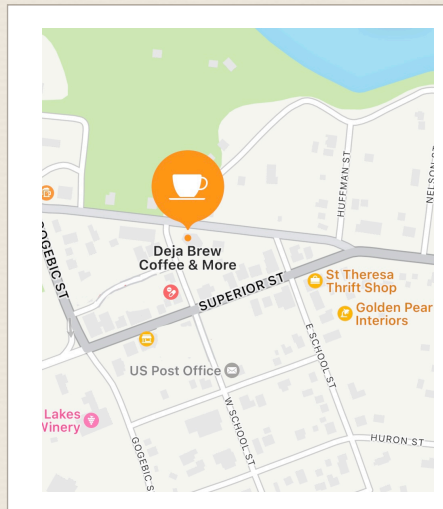 HUFFMAN ST
NELSON
GOGEBIC ST
Deja Brew
Coffee & More
SUPERIOR ST
St Theresa
Thrift Shop
Golden Pear
Interiors
E SCHOOL ST
US Post Office
W SCHOOL ST
Lakes
Winery
GOGEBIC S
HURON ST